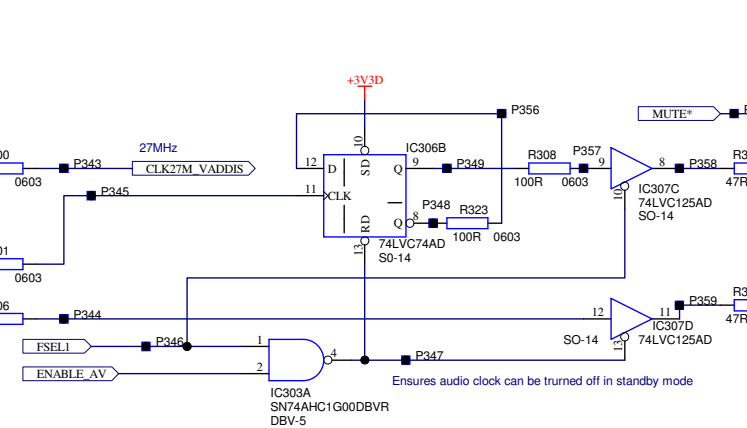 +3V3D
P356
MUTE*
27MHz
IC306B
00
P343
CLK27M_VADDIS
12
D
SD
10
Q
9
P349
R308
P357
9
8
P358
R3
0603
100R
0603
47R
P345
11
CLK
10
IC307C
74LVC125AD
SO-14
P348
R323
RD
Q
8
100R
0603
13
74LVC74AD
S0-14
01
0603
06
P344
12
11
P359
R3
47R
IC307D
SO-14
74LVC125AD
13
FSEL1
P346
1
4
P347
ENABLE_AV
2
Ensures audio clock can be trurned off in standby mode
IC303A
SN74AHC1G00DBVR
DBV-5